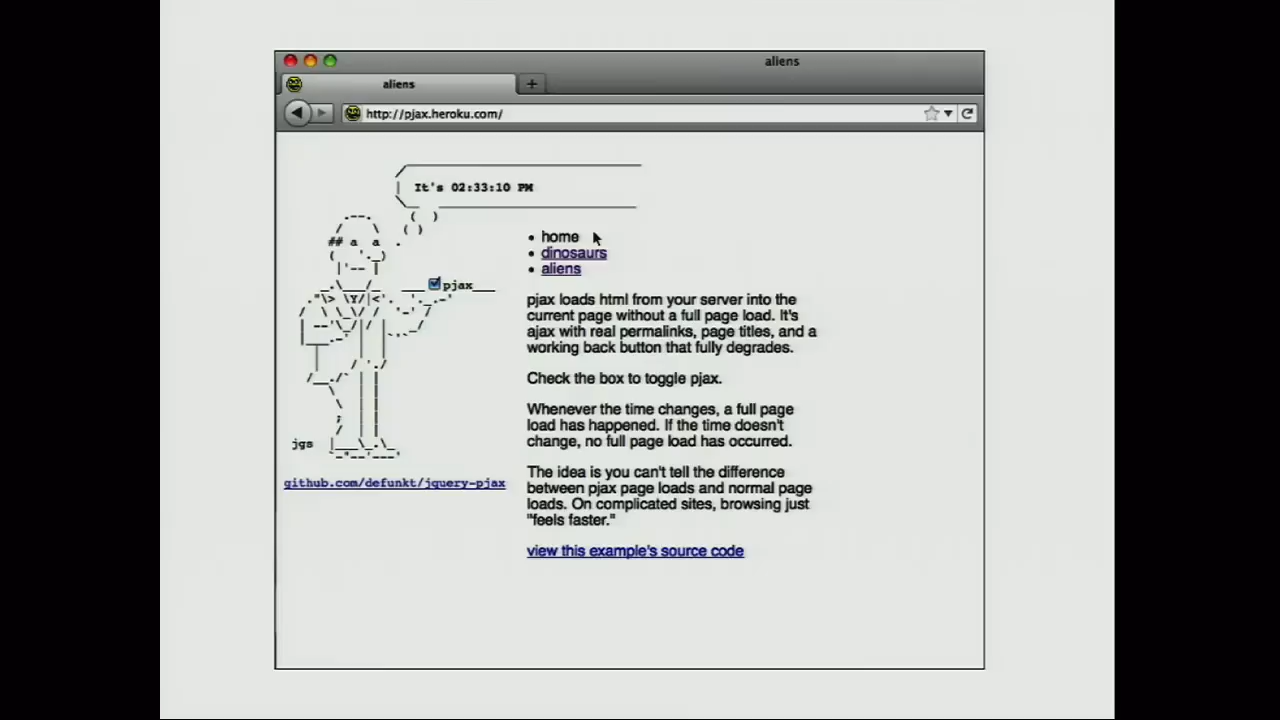 aliens
aliens
http://pjax.heroku.com/
It's 02:33:10 PM
home
dinosaurs
aliens
pjax
pjax loads html from your server into the
current page without a full page load. It's
ajax with real permalinks, page titles, and a
working back button that fully degrades.
Check the box to toggle pjax.
Whenever the time changes, a full page
load has happened. If the time doesn't
change, no full page load has occurred.
The idea is you can't tell the difference
between pjax page loads and normal page
loads. On complicated sites, browsing just
"feels faster."
view this example's source code
jgs
github.com/defunkt/jquery-pjax